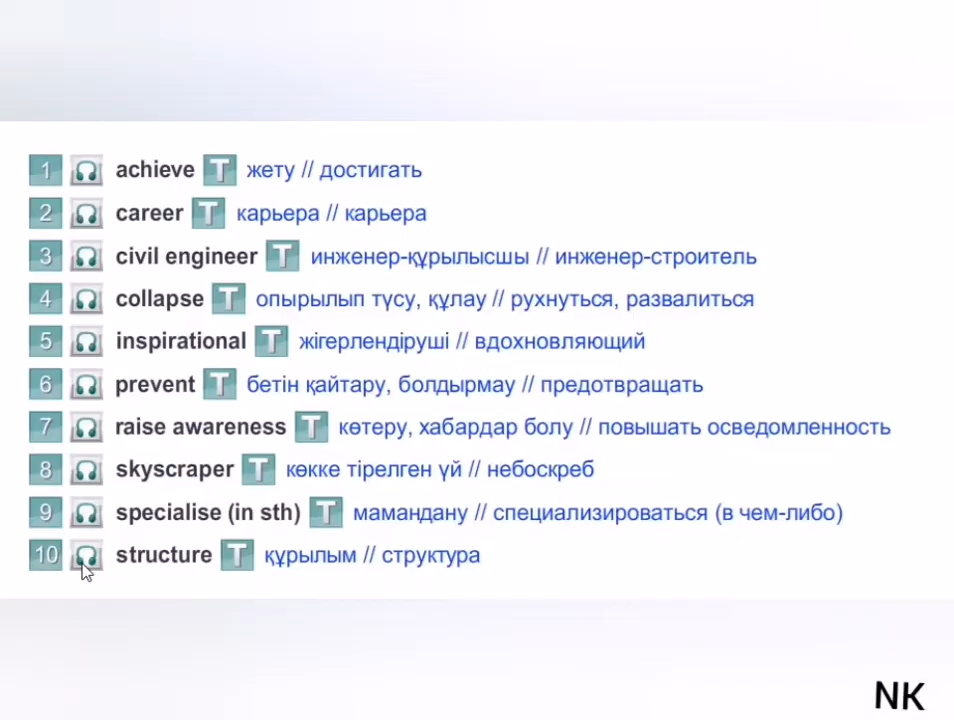 1 achieve T жету // достигать
2 career T карьера // карьера
3 civil engineer T инженер-құрылысшы // инженер-строитель
4 collapse T опырылып түсу, құлау // рухнуться, развалиться
5 inspirational T жігерлендіруші // вдохновляющий
6 prevent T бетін қайтару, болдырмау // предотвращать
7 raise awareness T көтеру, хабардар болу // повышать осведомленность
8 skyscraper T көкке тірелген үй // небоскреб
9 specialise (in sth) T мамандану // специализироваться (в чем-либо)
10 structure T құрылым // структура
NK